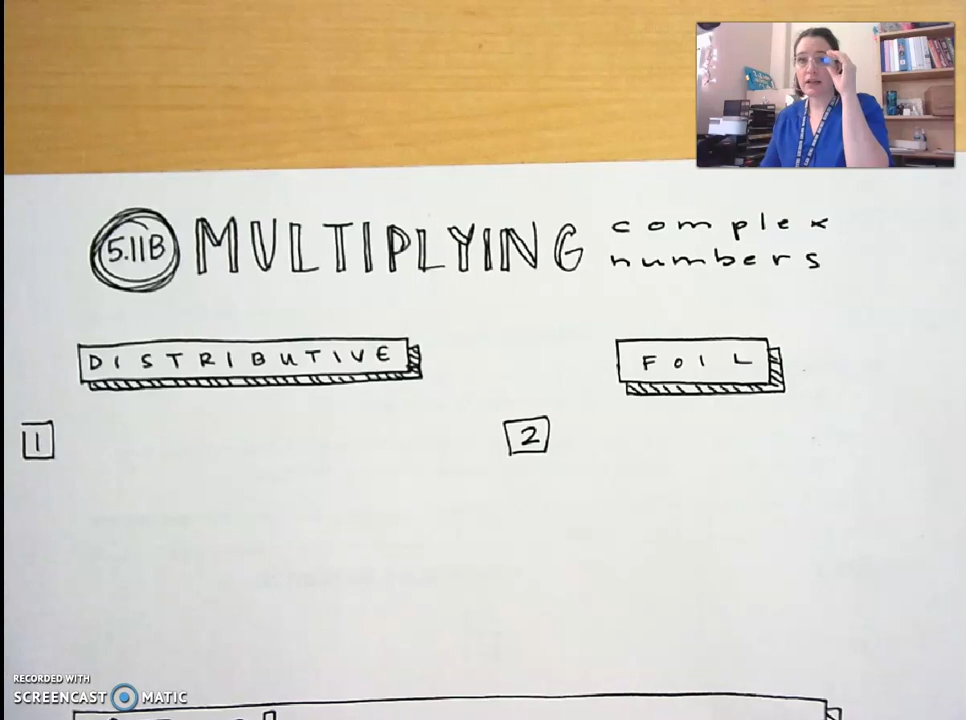 5.11B MULTIPLYING complex numbers
DISTRIBUTIVE
FOIL
1
2
RECORDED WITH
SCREENCAST MATIC